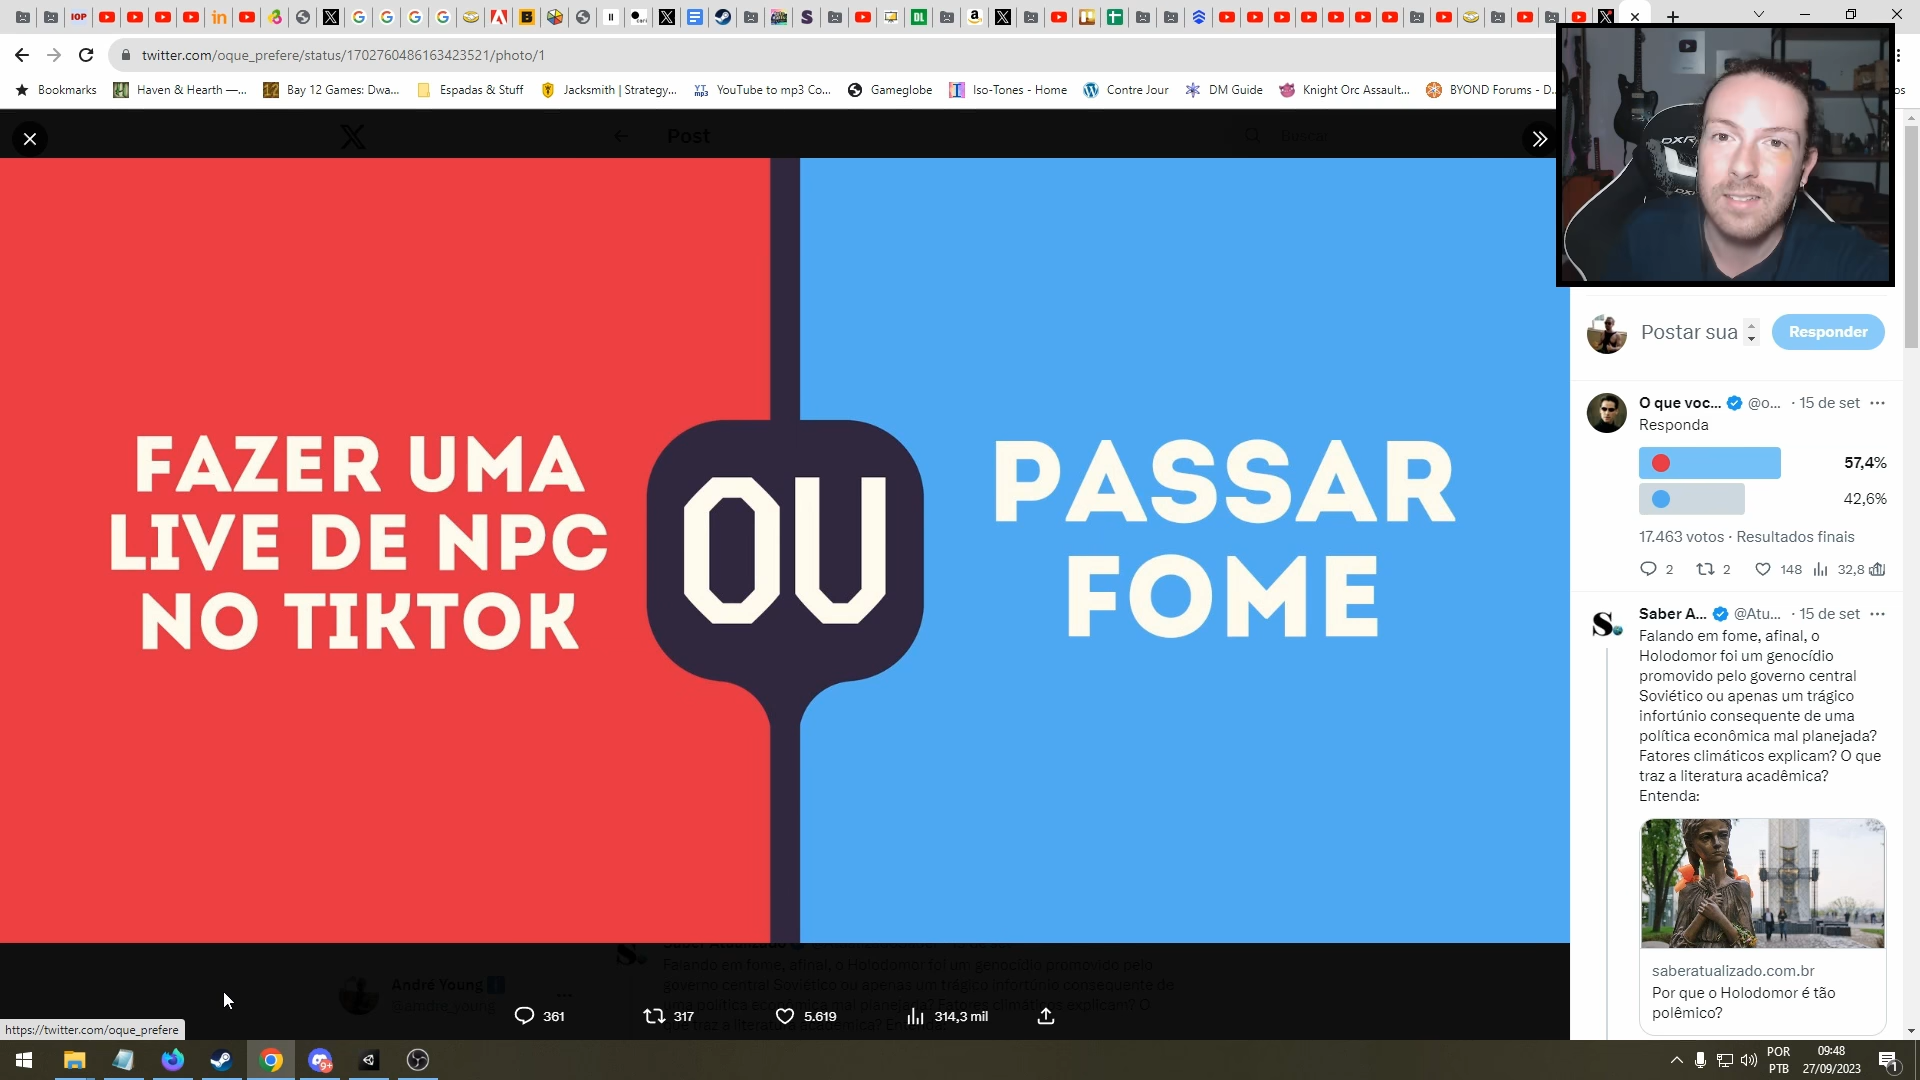 twitter.com/oque_prefere/status/1702760486163423521/photo/1
Bookmarks
Haven & Hearth —...
Bay 12 Games: Dwa...
Espadas & Stuff
Jacksmith | Strategy...
YouTube to mp3 Co...
Gameglobe
Iso-Tones - Home
Contre Jour
DM Guide
Knight Orc Assault...
BYOND Forums - D...
Post
Buscar
FAZER UMA
LIVE DE NPC
NO TIKTOK
OU
PASSAR
FOME
Postar sua
Responder
O que voc... @o... · 15 de set
Responda
57,4%
42,6%
17.463 votos · Resultados finais
2 2 148 32,8
Saber A... @Atu... · 15 de set
Falando em fome, afinal, o
Holodomor foi um genocídio
promovido pelo governo central
Soviético ou apenas um trágico
infortúnio consequente de uma
política econômica mal planejada?
Fatores climáticos explicam? O que
traz a literatura acadêmica?
Entenda:
saberatualizado.com.br
Por que o Holodomor é tão
polêmico?
André Young
@andre_young
361 317 5.619 314,3 mil
https://twitter.com/oque_prefere
POR
PTB
09:48
27/09/2023